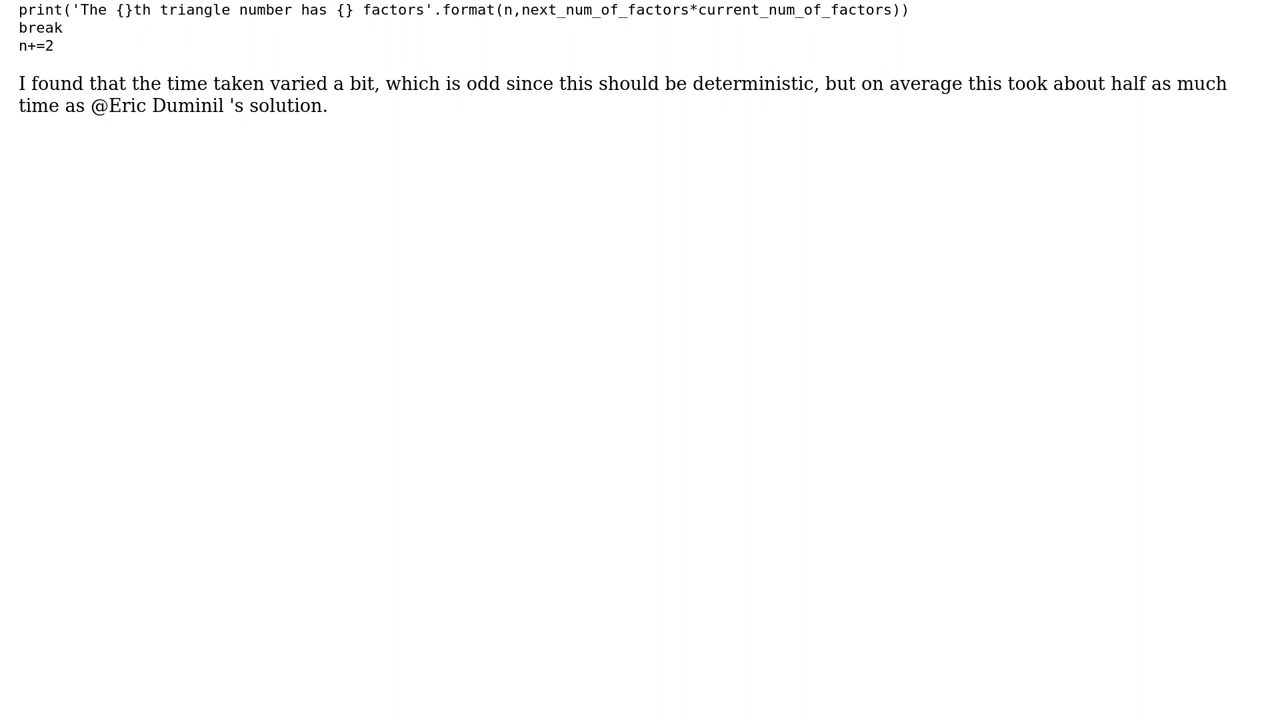 print('The {}th triangle number has {} factors'.format(n,next_num_of_factors*current_num_of_factors))
break
n+=2
I found that the time taken varied a bit, which is odd since this should be deterministic, but on average this took about half as much
time as @Eric Duminil 's solution.